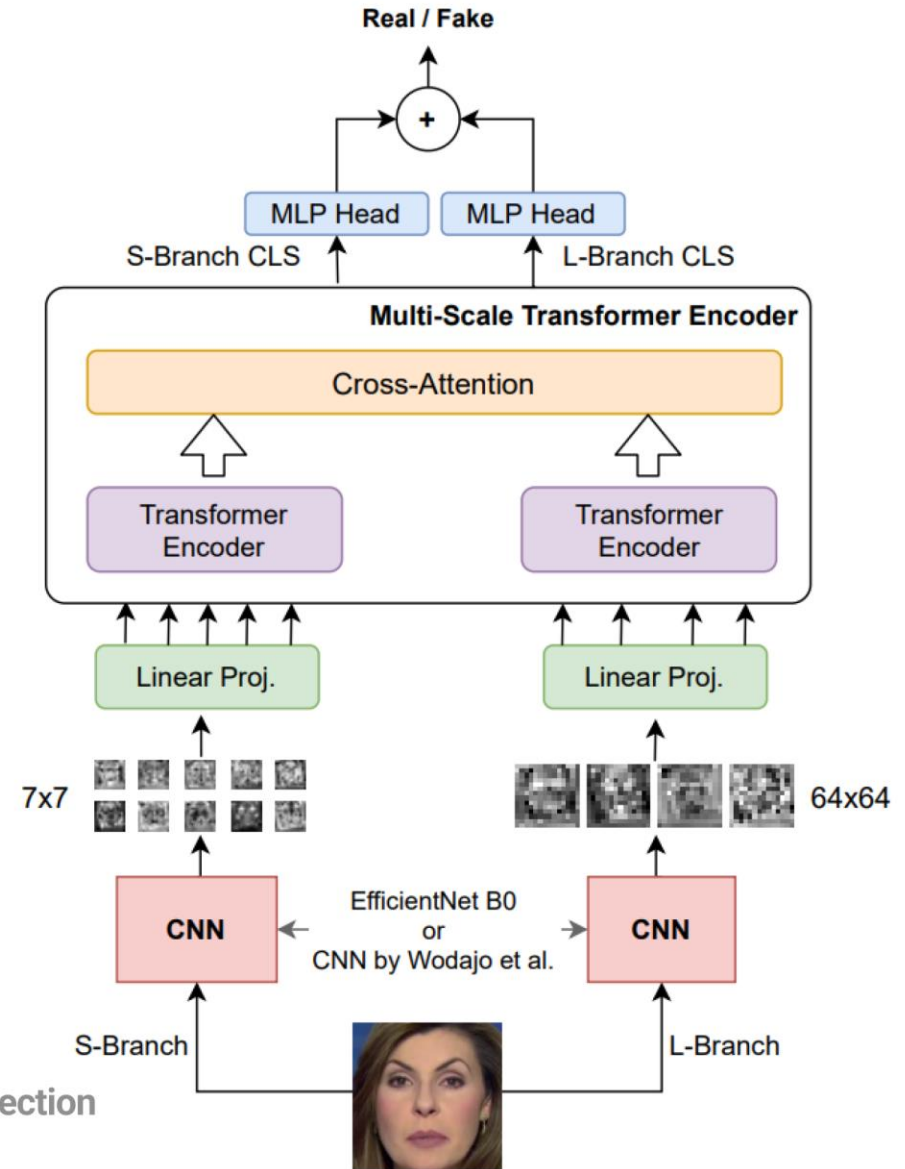 Real / Fake
+
MLP Head
MLP Head
S-Branch CLS
L-Branch CLS
Multi-Scale Transformer Encoder
Cross-Attention
Transformer
Encoder
Transformer
Encoder
Linear Proj.
Linear Proj.
7x7
64x64
CNN
EfficientNet B0
or
CNN by Wodajo et al.
CNN
S-Branch
L-Branch
ection